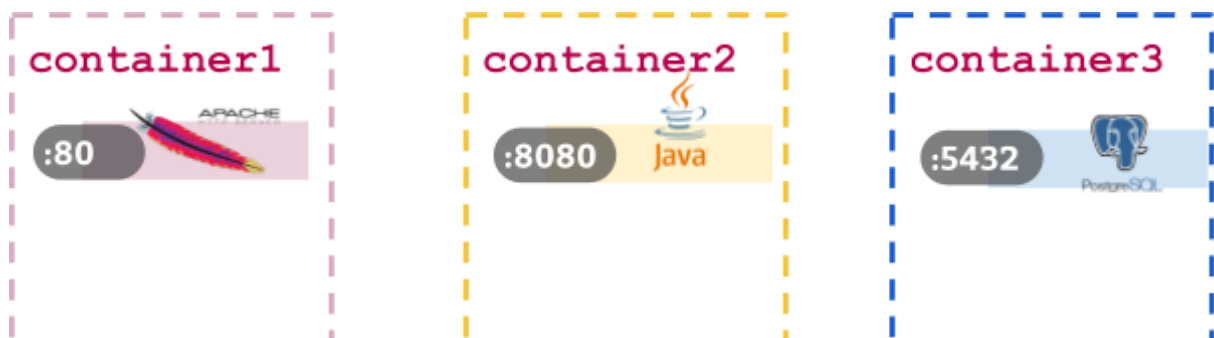 container1
APACHE
:80
container2
:8080
Java
container3
:5432
PostgreSQL